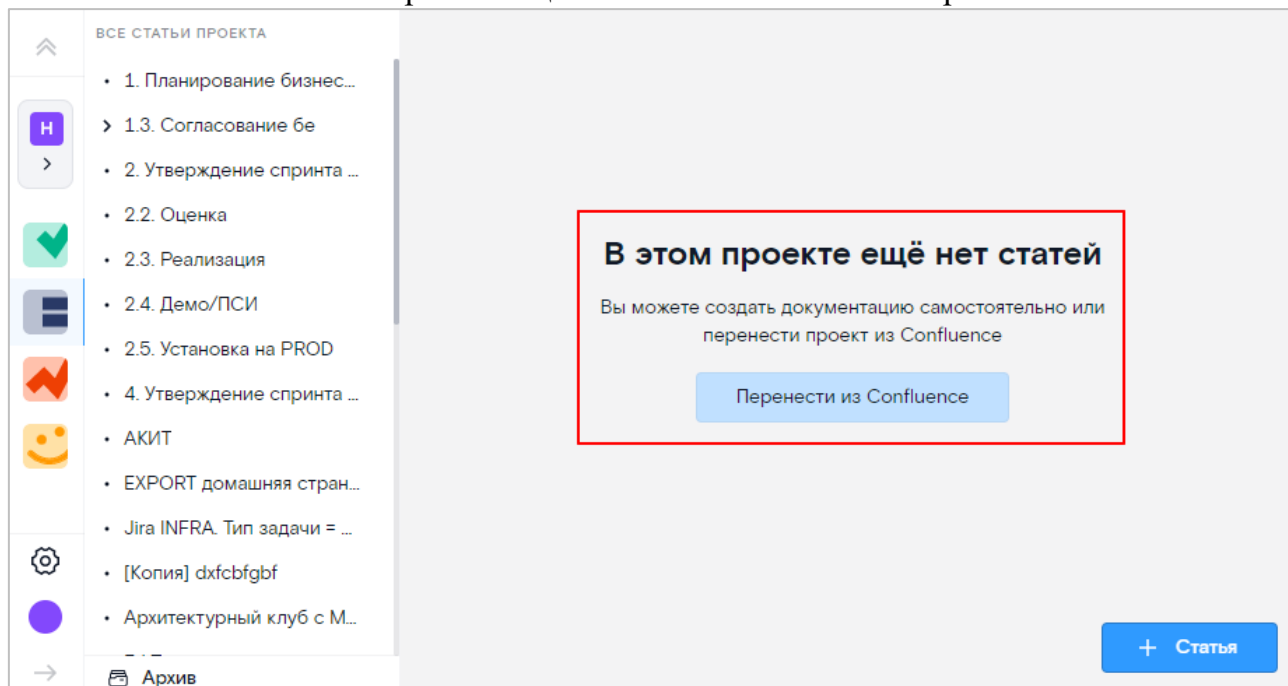 ВСЕ СТАТЬИ ПРОЕКТА
• 1. Планирование бизнес...
Н
> 1.3. Согласование бе
• 2. Утверждение спринта ...
• 2.2. Оценка
• 2.3. Реализация
• 2.4. Демо/ПСИ
• 2.5. Установка на PROD
• 4. Утверждение спринта ...
• АКИТ
• EXPORT домашняя стран...
• Jira INFRA. Тип задачи = ...
• [Копия] dxfcbfgbf
• Архитектурный клуб с М...
Архив
В этом проекте ещё нет статей
Вы можете создать документацию самостоятельно или
перенести проект из Confluence
Перенести из Confluence
+ Статья